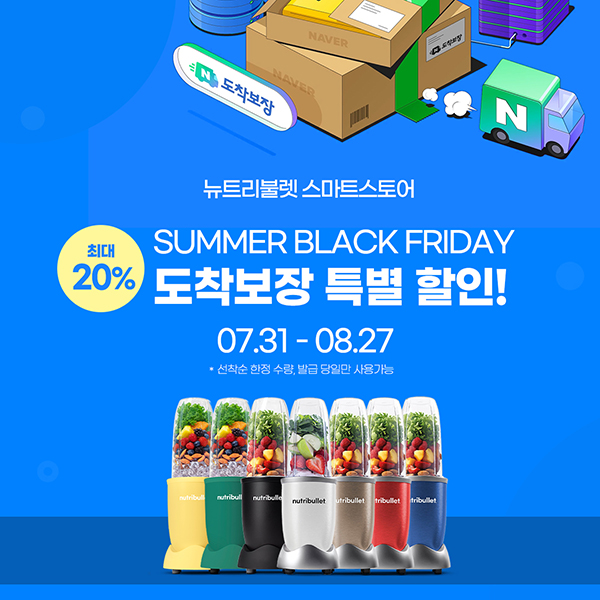 NAVER
NAVER
도착보장
N 도착보장
N
뉴트리불렛 스마트스토어
최대
20%
SUMMER BLACK FRIDAY
도착보장 특별 할인!
07.31 - 08.27
* 선착순 한정 수량, 발급 당일만 사용가능
nutribullet
nutribullet
nutribullet
nutribullet
nutribullet
nutribullet
nutribullet